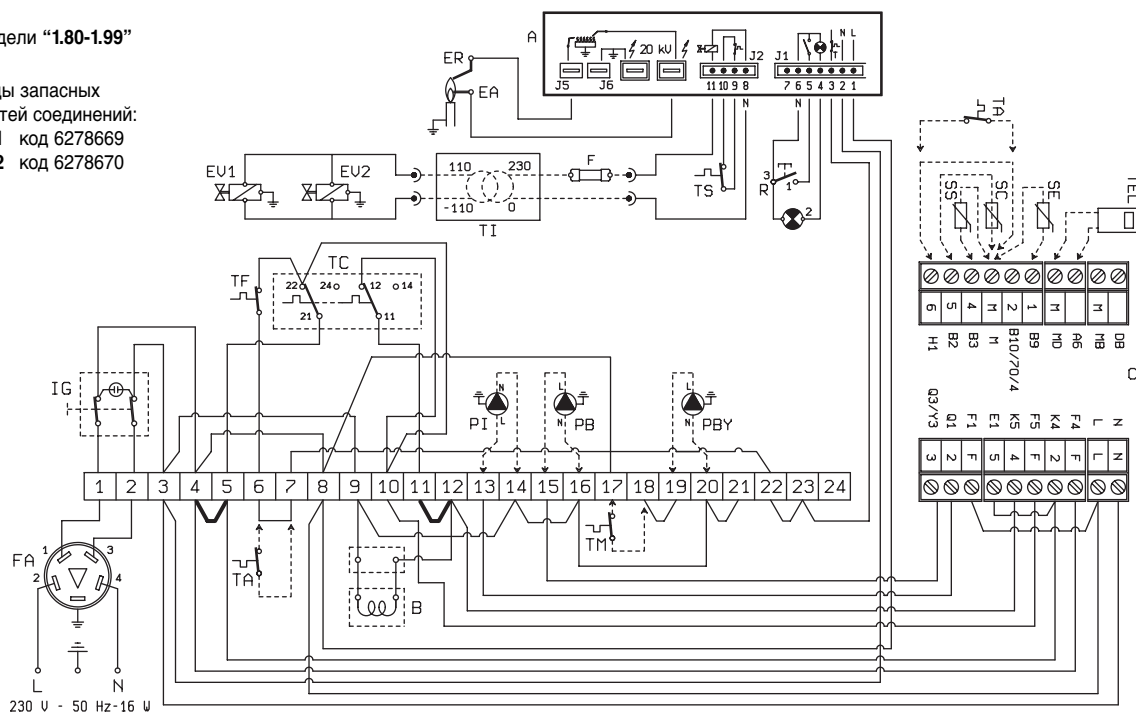 дели “1.80-1.99”
ды запасных
тей соединений:
1 код 6278669
2 код 6278670
A
20 kV
J5
J6
J2
J1
N L
T
11 10 9 8
7 6 5 4 3 2 1
N
N
ER
EA
EV1
EV2
110
230
-110
0
TI
F
TS
3
R
1
2
TA
SS
SC
SE
TEL
6 5 4 M 2 1 M M
H1 B2 B3 M B10/70/4 B9 MD A6 MB DB
TF
TC
22 24
12 14
21
11
IG
N
L
PI
L
N
PB
L
N
PBY
Q3/Y3 Q1 F1 E1 K5 F5 K4 F4 L N
3 2 F 5 4 F 2 F L N
1 2 3 4 5 6 7 8 9 10 11 12 13 14 15 16 17 18 19 20 21 22 23 24
FA
1
3
2
4
TA
B
TM
L
N
230 V - 50 Hz-16 W